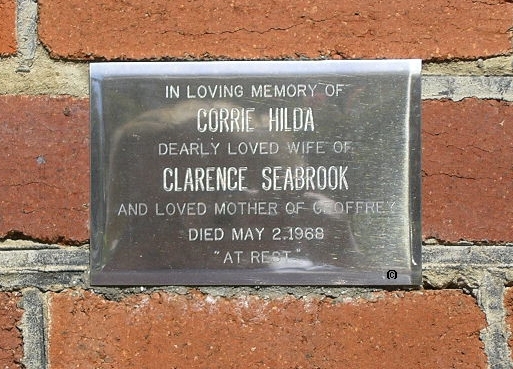 IN LOVING MEMORY OF
CORRIE HILDA
DEARLY LOVED WIFE OF
CLARENCE SEABROOK
AND LOVED MOTHER OF GEOFFREY
DIED MAY 2.1968
"AT REST"
©